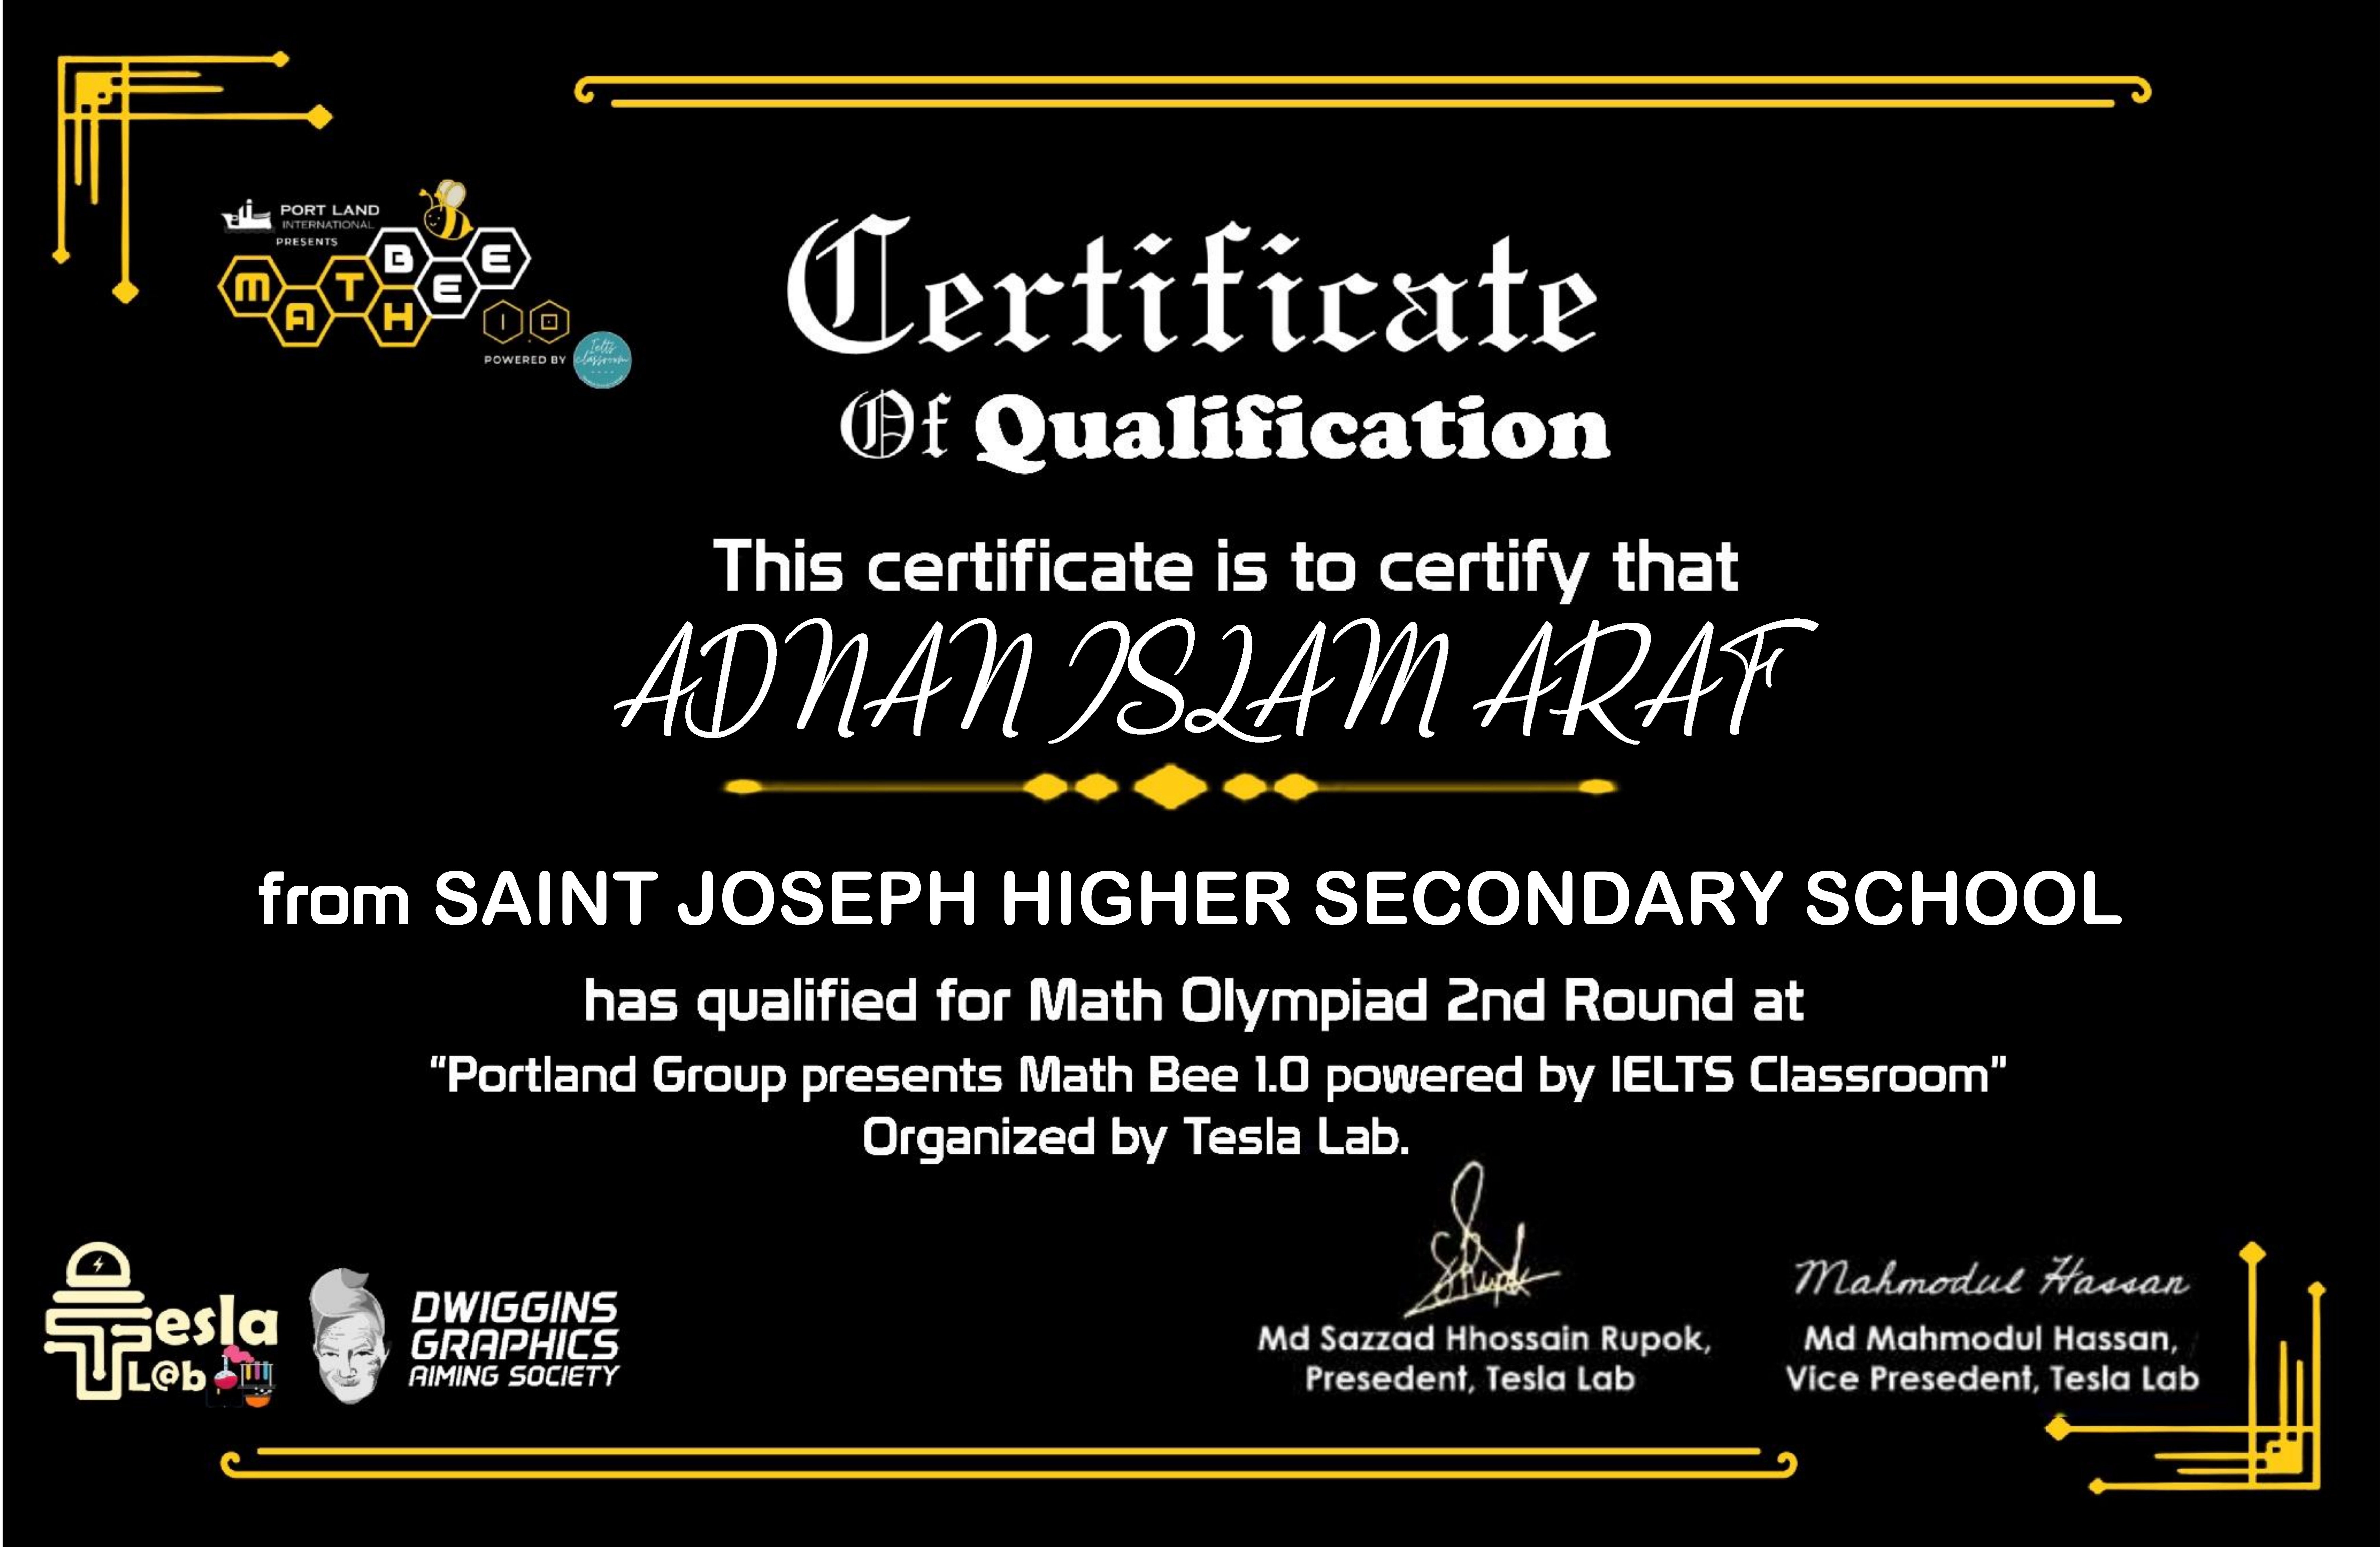 PORT LAND
INTERNATIONAL
PRESENTS
MATH BEE
1.0
POWERED BY
Ielts
classroom
Certificate
Of Qualification
This certificate is to certify that
ADNAN ISLAM ARAF
from SAINT JOSEPH HIGHER SECONDARY SCHOOL
has qualified for Math Olympiad 2nd Round at
“Portland Group presents Math Bee 1.0 powered by IELTS Classroom”
Organized by Tesla Lab.
Tesla
L@b
DWIGGINS
GRAPHICS
AIMING SOCIETY
Md Sazzad Hhossain Rupok,
Presedent, Tesla Lab
Mahmodul Hassan
Md Mahmodul Hassan,
Vice Presedent, Tesla Lab